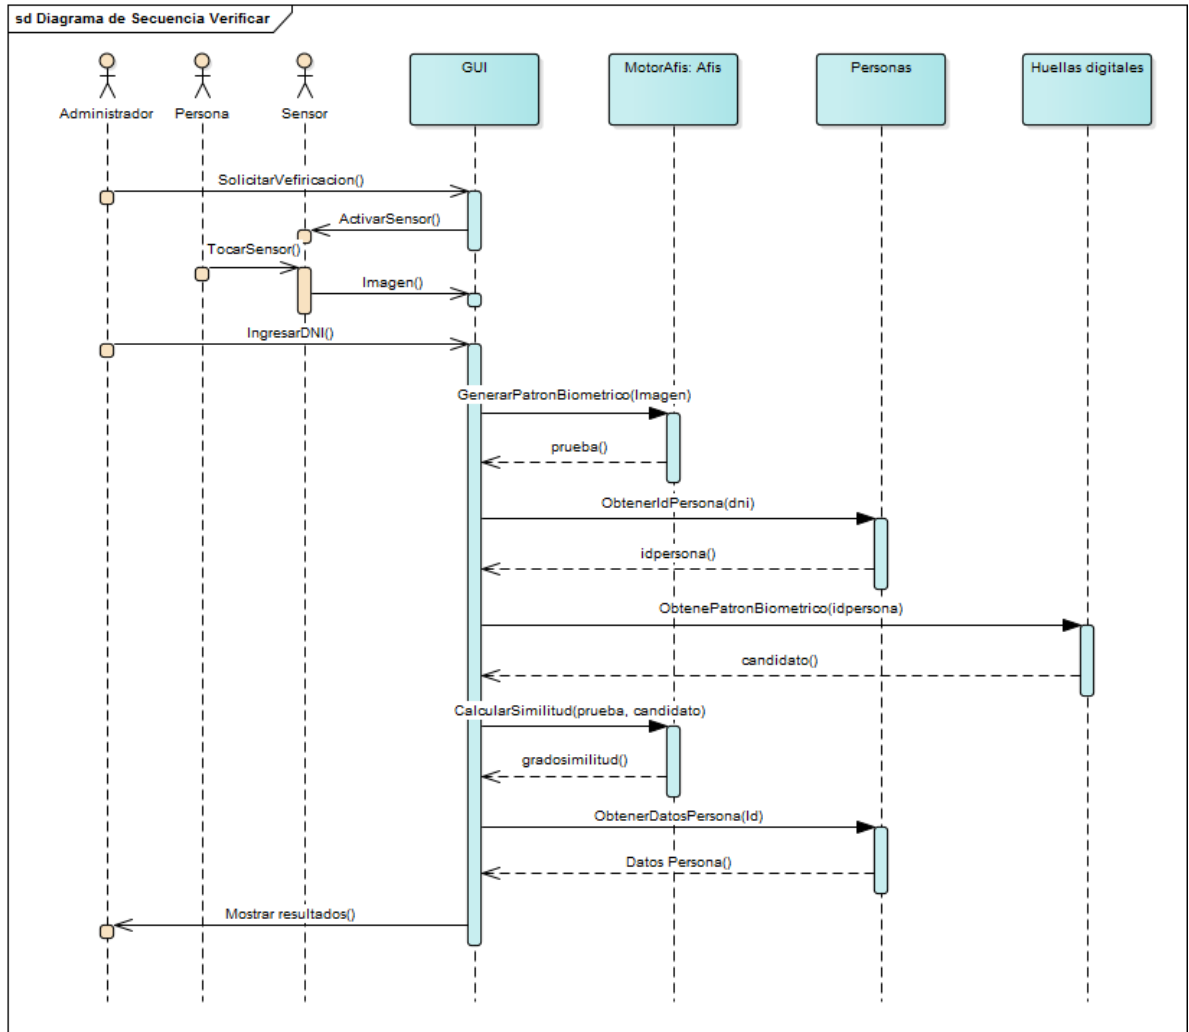 sd Diagrama de Secuencia Verificar
Administrador
Persona
Sensor
GUI
MotorAfis: Afis
Personas
Huellas digitales
SolicitarVefiricacion()
ActivarSensor()
TocarSensor()
Imagen()
IngresarDNI()
GenerarPatronBiometrico(Imagen)
prueba()
ObtenerIdPersona(dni)
idpersona()
ObtenePatronBiometrico(idpersona)
candidato()
CalcularSimilitud(prueba, candidato)
gradosimilitud()
ObtenerDatosPersona(Id)
Datos Persona()
Mostrar resultados()